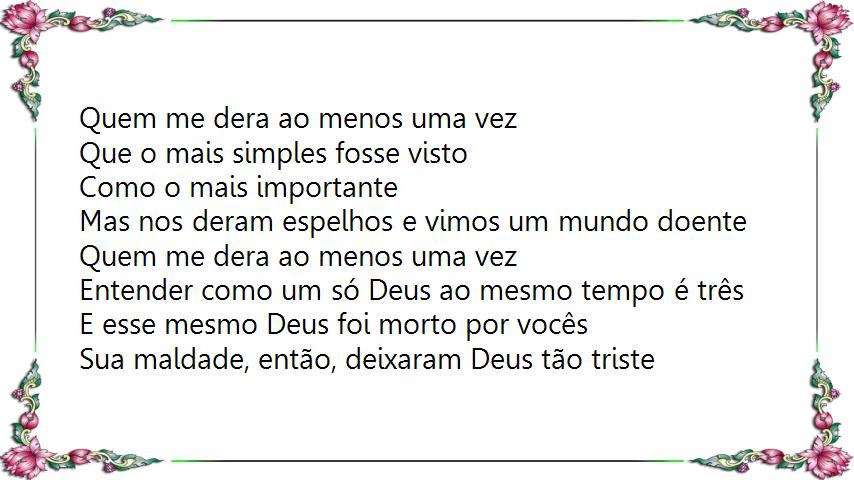 Quem me dera ao menos uma vez
Que o mais simples fosse visto
Como o mais importante
Mas nos deram espelhos e vimos um mundo doente
Quem me dera ao menos uma vez
Entender como um só Deus ao mesmo tempo é três
E esse mesmo Deus foi morto por vocês
Sua maldade, então, deixaram Deus tão triste